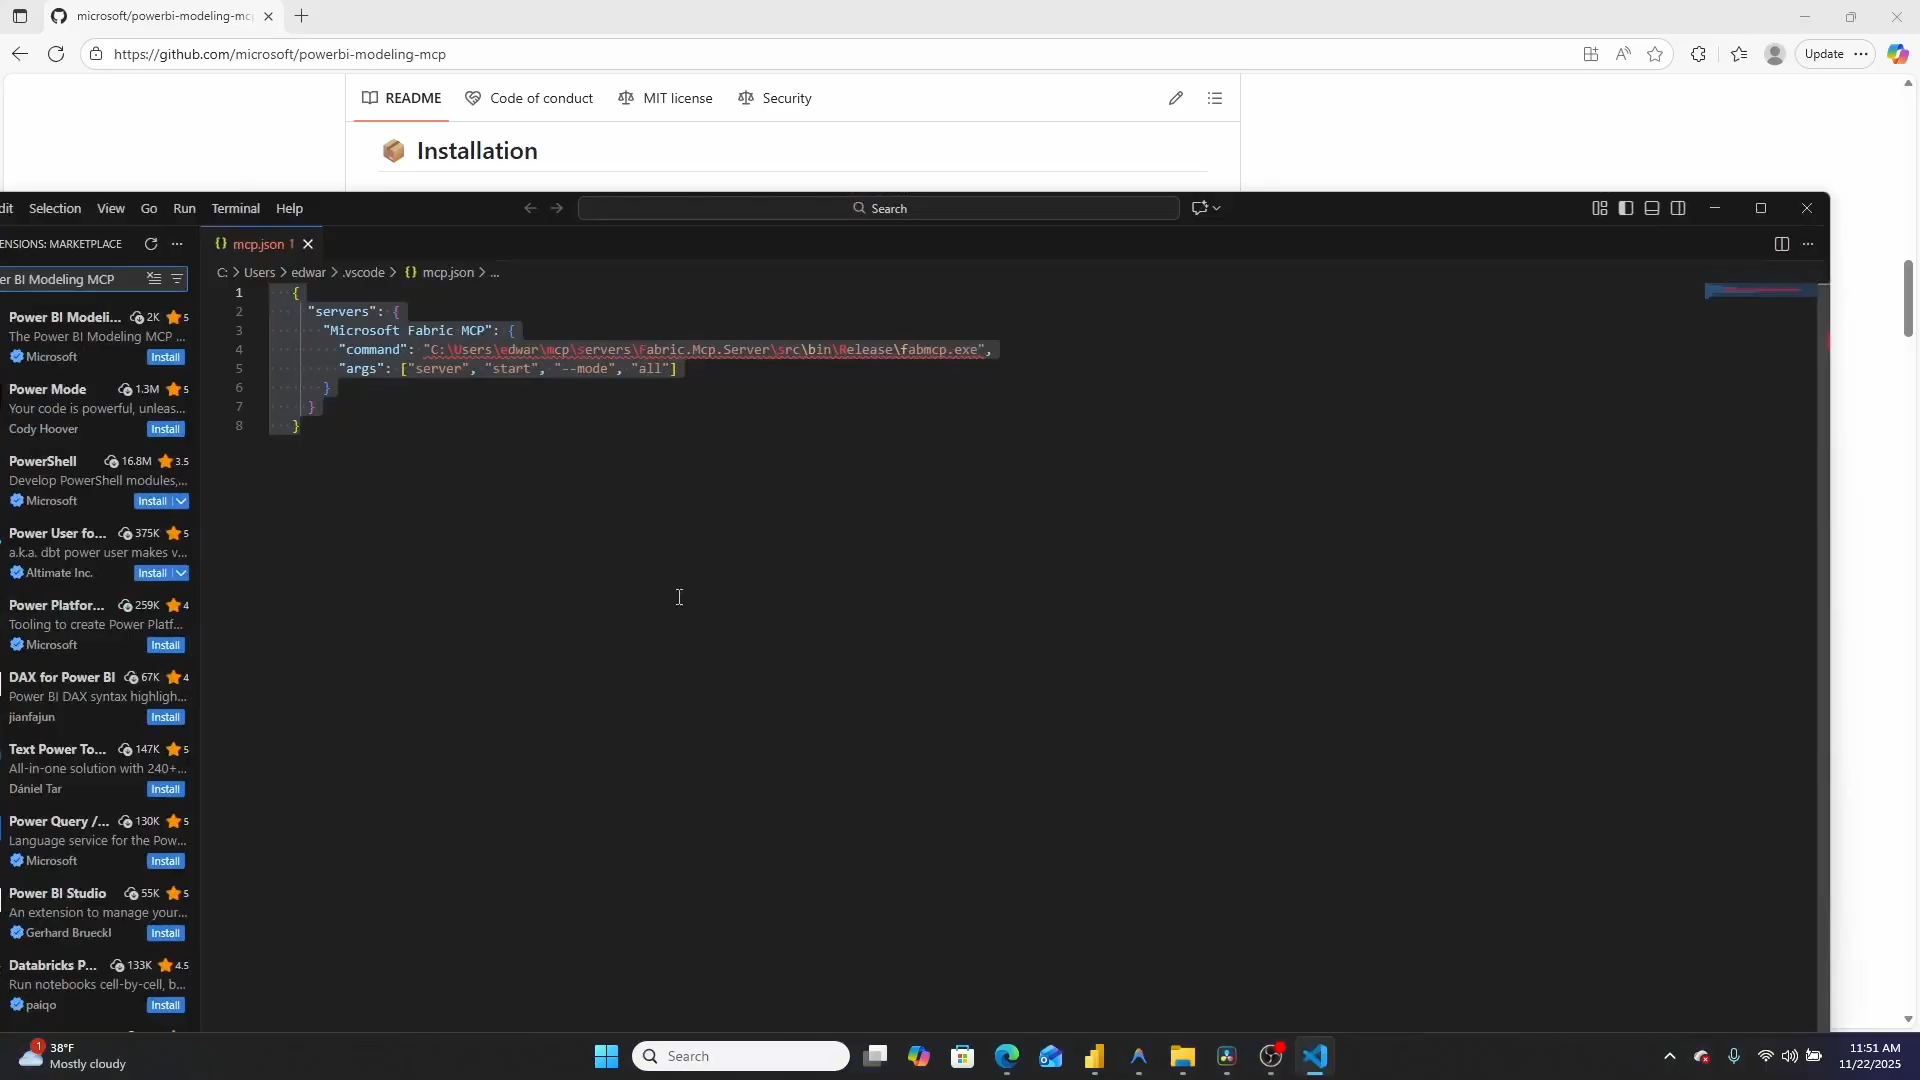 microsoft/powerbi-modeling-mc
https://github.com/microsoft/powerbi-modeling-mcp
Update
README
Code of conduct
MIT license
Security
Installation
dit
Selection
View
Go
Run
Terminal
Help
Search
ENSIONS: MARKETPLACE
mcp.json 1
er BI Modeling MCP
C: > Users > edwar > .vscode > {} mcp.json > ...
1 {
2 "servers": {
3 "Microsoft Fabric MCP": {
4 "command": "C:\Users\edwar\mcp\servers\Fabric.Mcp.Server\src\bin\Release\fabmcp.exe",
5 "args": ["server", "start", "--mode", "all"]
6 }
7 }
8 }
Power BI Modeli... 2K 5
The Power BI Modeling MCP ...
Microsoft Install
Power Mode 1.3M 5
Your code is powerful, unleas...
Cody Hoover Install
PowerShell 16.8M 3.5
Develop PowerShell modules,...
Microsoft Install
Power User fo... 375K 5
a.k.a. dbt power user makes v...
Altimate Inc. Install
Power Platfor... 259K 4
Tooling to create Power Platf...
Microsoft Install
DAX for Power BI 67K 4
Power BI DAX syntax highligh...
jianfajun Install
Text Power To... 147K 5
All-in-one solution with 240+...
Dániel Tar Install
Power Query /... 130K 5
Language service for the Pow...
Microsoft Install
Power BI Studio 55K 5
An extension to manage your...
Gerhard Brueckl Install
Databricks P... 133K 4.5
Run notebooks cell-by-cell, b...
paiqo Install
1
38°F
Mostly cloudy
Search
11:51 AM
11/22/2025